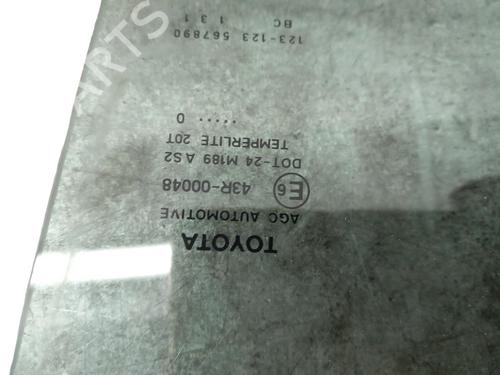 TOYOTA
AGC AUTOMOTIVE
E6 43R-00048
DOT-24 M189 AS2
TEMPERLITE 20T
..... 0
123-123 567890
1 3 1
BC
PARTS